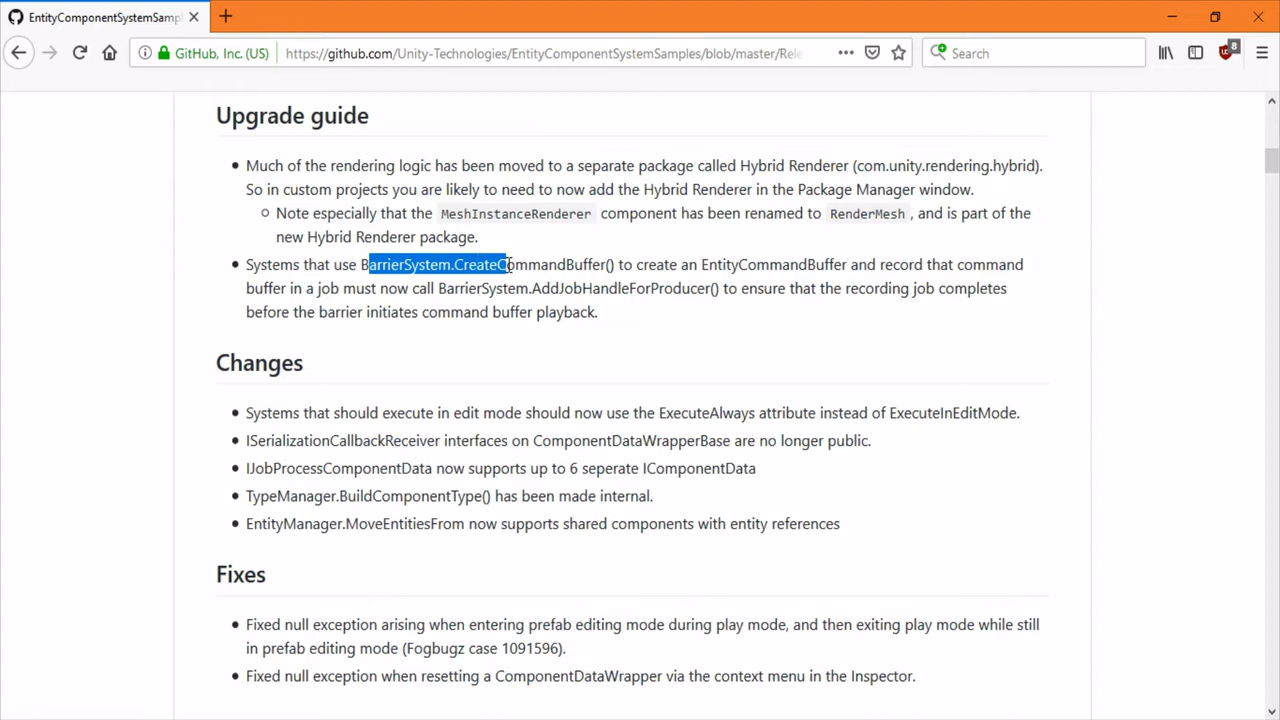 EntityComponentSystemSampl
GitHub, Inc. (US)
https://github.com/Unity-Technologies/EntityComponentSystemSamples/blob/master/Rele
Search
8
Upgrade guide
Much of the rendering logic has been moved to a separate package called Hybrid Renderer (com.unity.rendering.hybrid).
So in custom projects you are likely to need to now add the Hybrid Renderer in the Package Manager window.
Note especially that the MeshInstanceRenderer component has been renamed to RenderMesh, and is part of the
new Hybrid Renderer package.
Systems that use BarrierSystem.CreateCommandBuffer() to create an EntityCommandBuffer and record that command
buffer in a job must now call BarrierSystem.AddJobHandleForProducer() to ensure that the recording job completes
before the barrier initiates command buffer playback.
Changes
Systems that should execute in edit mode should now use the ExecuteAlways attribute instead of ExecuteInEditMode.
ISerializationCallbackReceiver interfaces on ComponentDataWrapperBase are no longer public.
IJobProcessComponentData now supports up to 6 seperate IComponentData
TypeManager.BuildComponentType() has been made internal.
EntityManager.MoveEntitiesFrom now supports shared components with entity references
Fixes
Fixed null exception arising when entering prefab editing mode during play mode, and then exiting play mode while still
in prefab editing mode (Fogbugz case 1091596).
Fixed null exception when resetting a ComponentDataWrapper via the context menu in the Inspector.